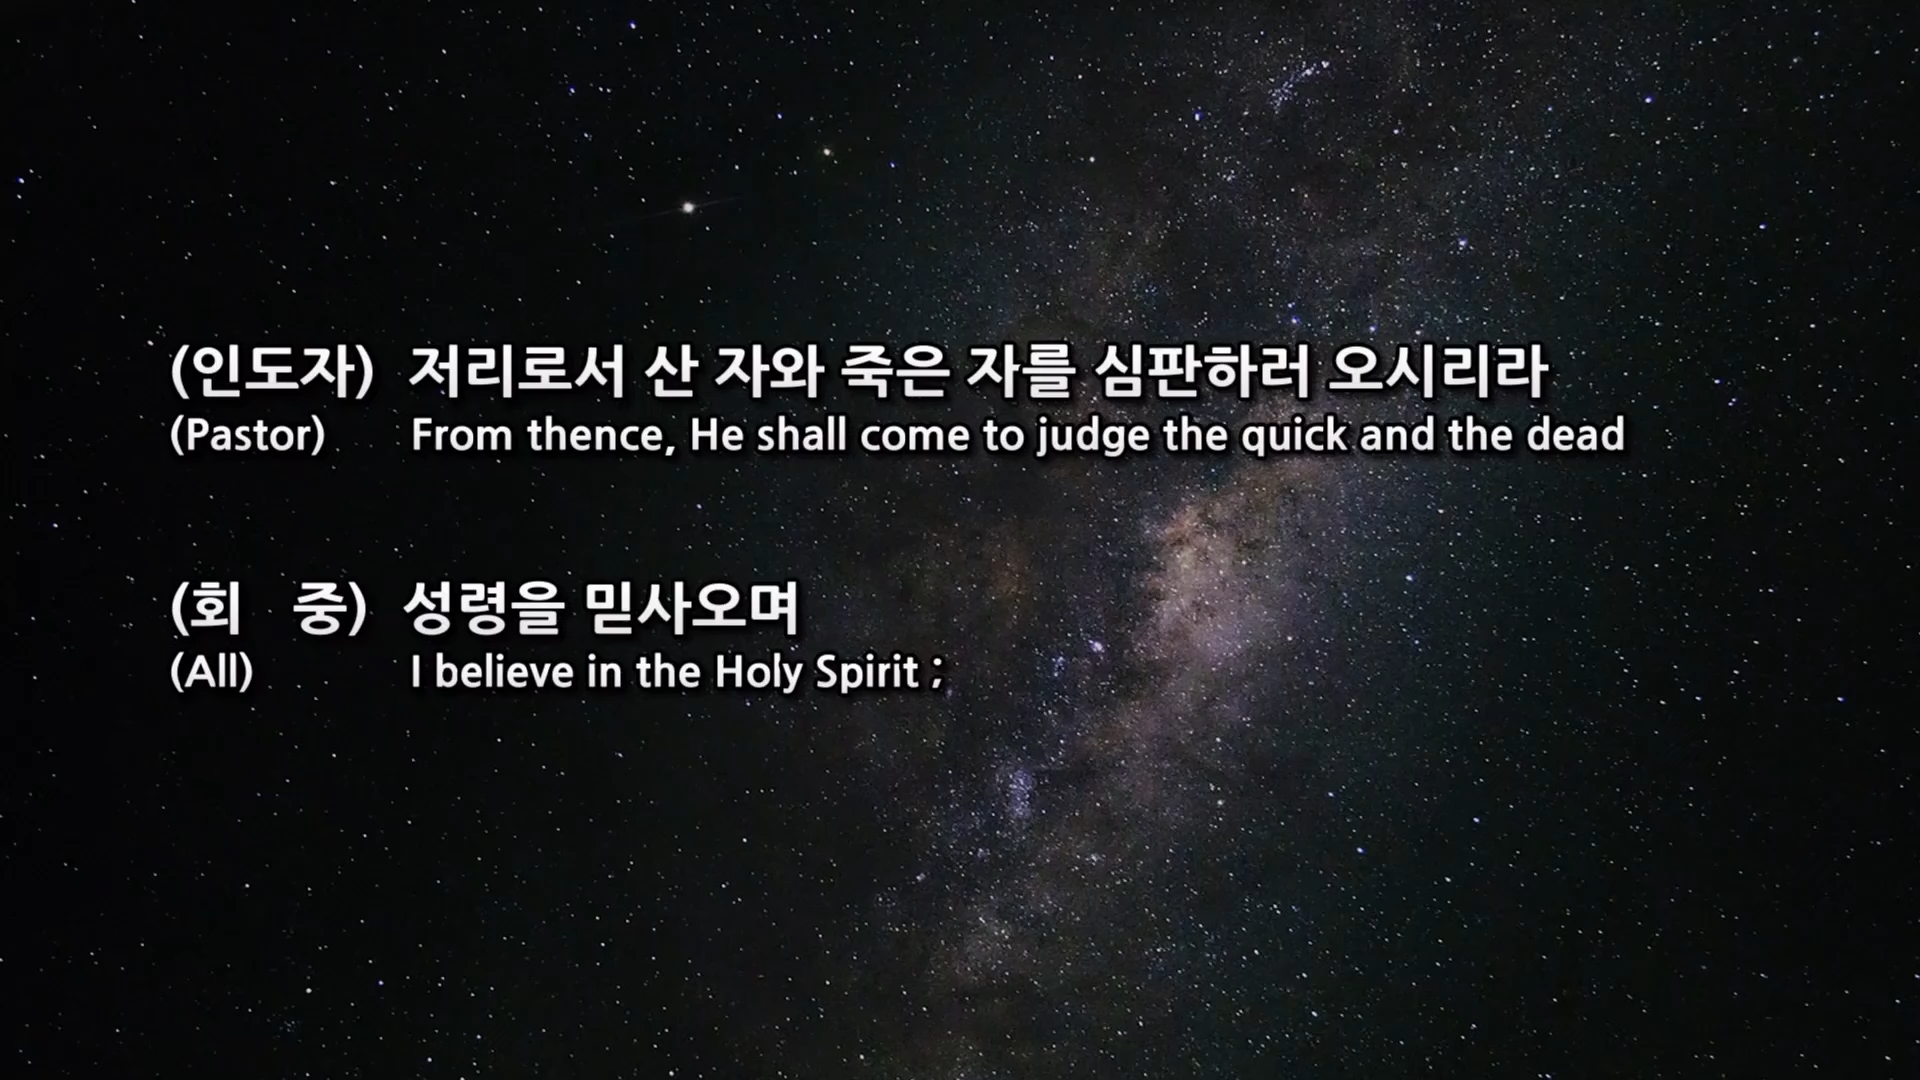 (인도자) 저리로서 산 자와 죽은 자를 심판하러 오시리라
(Pastor) From thence, He shall come to judge the quick and the dead
(회 중) 성령을 믿사오며
(All) I believe in the Holy Spirit ;